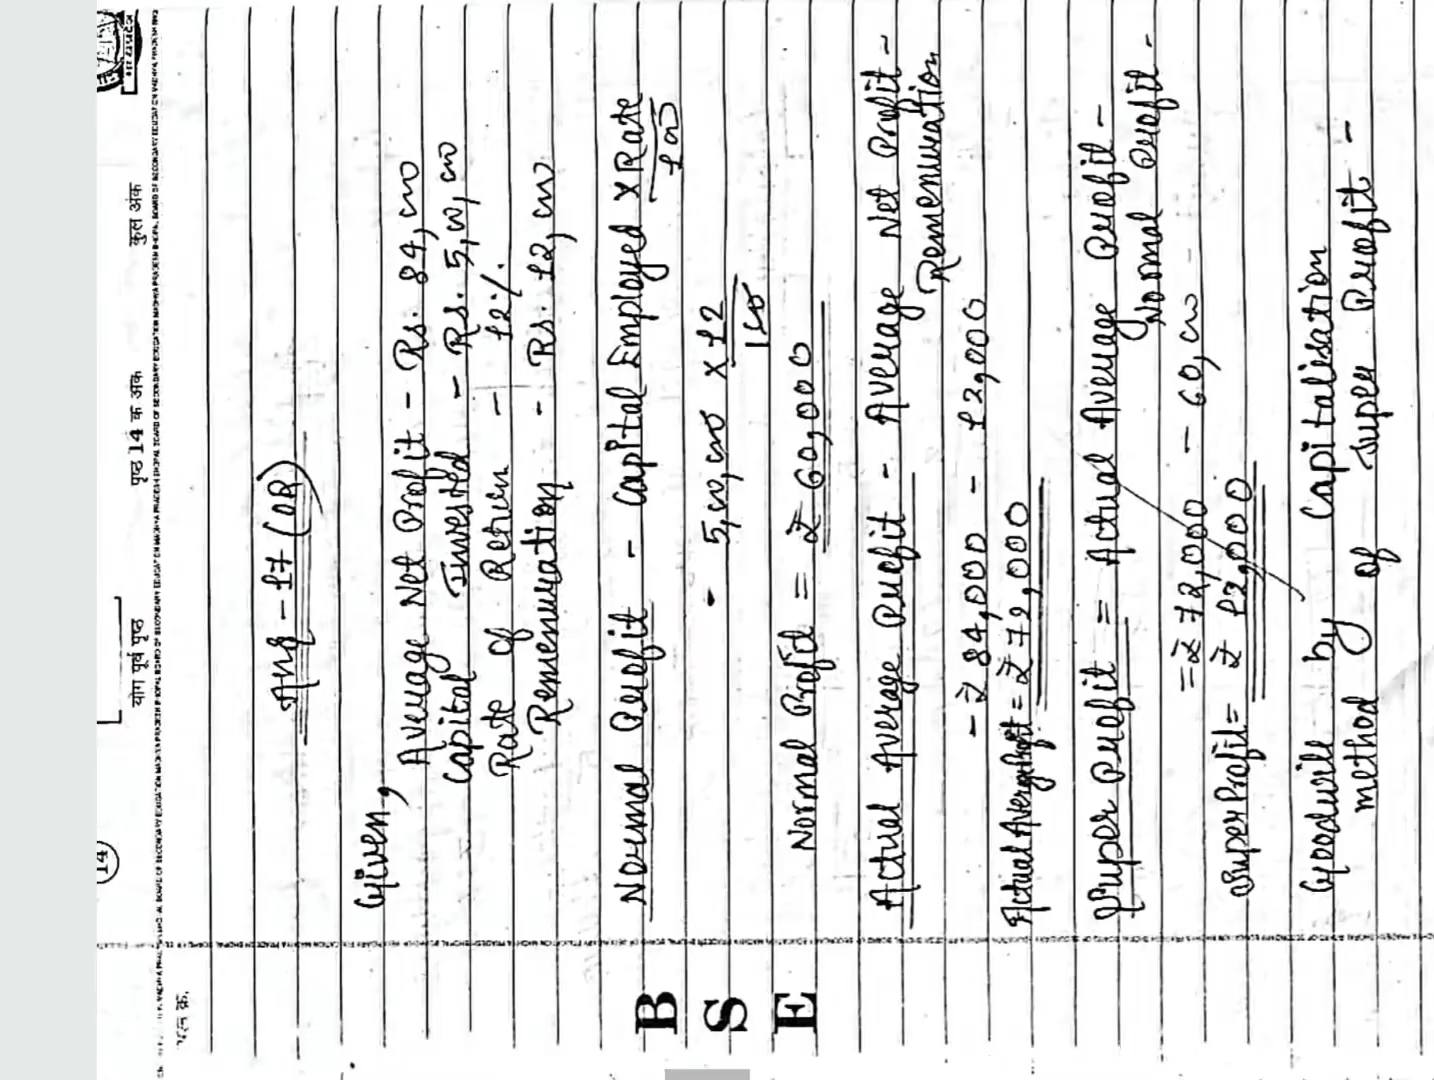 14
योग पूर्व पृष्ठ
पृष्ठ 14 क अंक
कुल अंक
प्रश्न क्र.
Ans - 17 (OR)
Given,
Average Net Profit - Rs. 84,000
Capital Invested - Rs. 5,00,000
Rate of Return - 12%
Remenuration - Rs. 12,000
Normal Profit - Capital Employed X Rate/100
- 5,00,000 X 12/100
Normal Profit = ₹ 60,000
Actual Average Profit - Average Net Profit -
Remenuration
- ₹ 84,000 - 12,000
Actual Average Profit = ₹ 72,000
Super Profit = Actual Average Profit -
Normal Profit -
= ₹ 72,000 - 60,000
Super Profit = ₹ 12,000
Goodwill by Capitalisation
method of Super Profit -
B
S
E